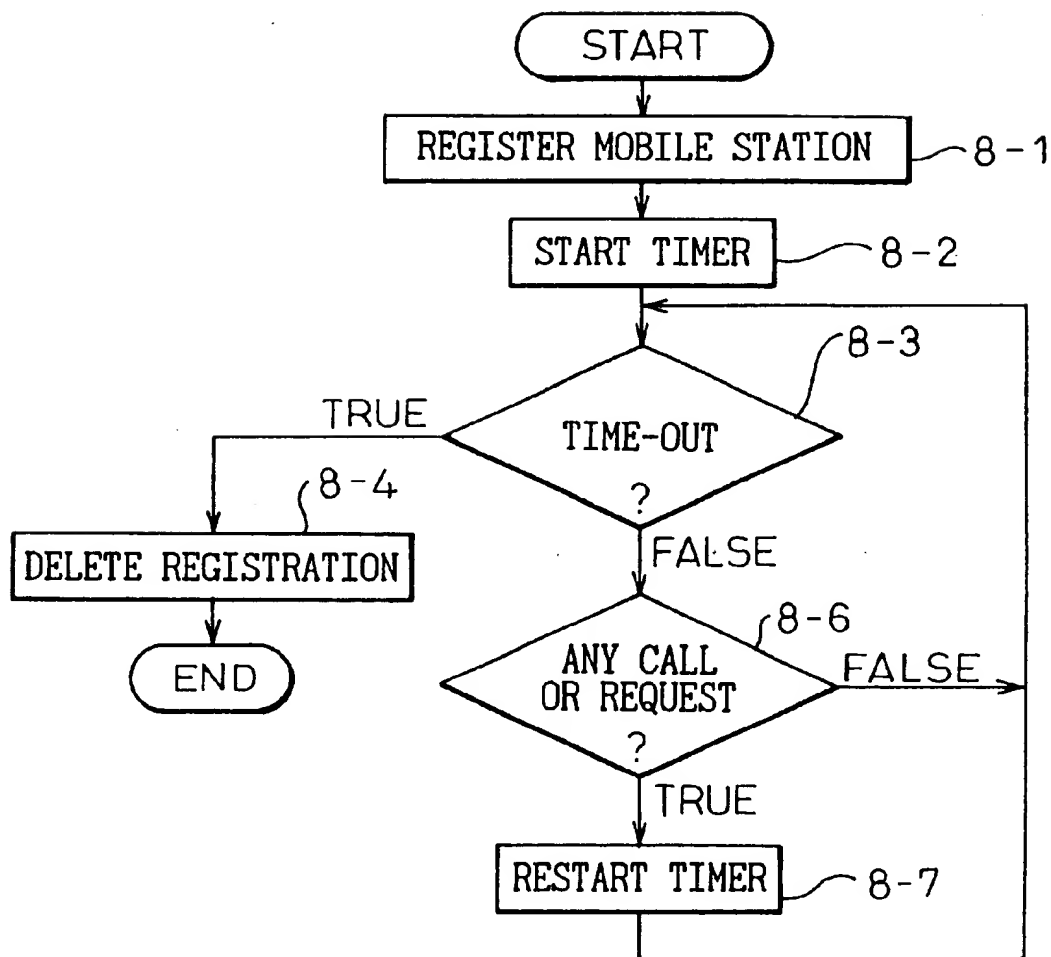 START
REGISTER MOBILE STATION
8-1
START TIMER
8-2
8-3
TRUE
TIME-OUT
?
8-4
FALSE
DELETE REGISTRATION
8-6
END
ANY CALL
OR REQUEST
?
FALSE
TRUE
RESTART TIMER
8-7